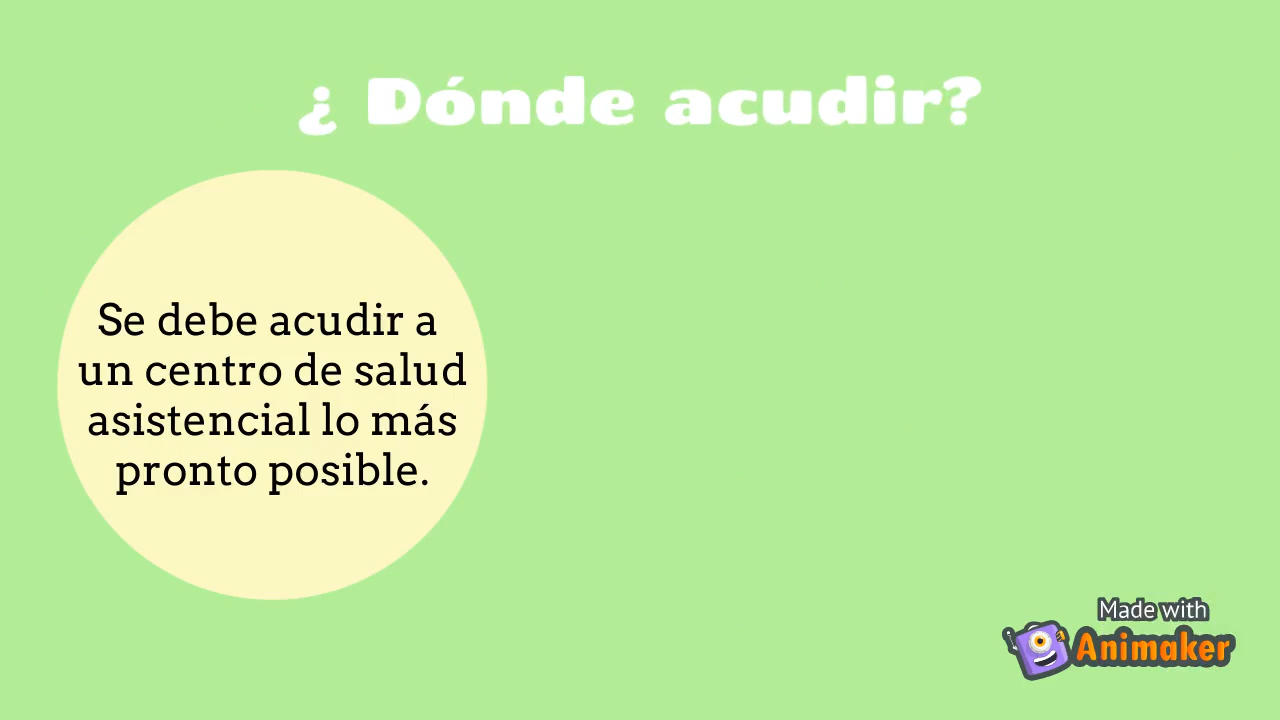 ¿ Dónde acudir?
Se debe acudir a
un centro de salud
asistencial lo más
pronto posible.
Made with
Animaker